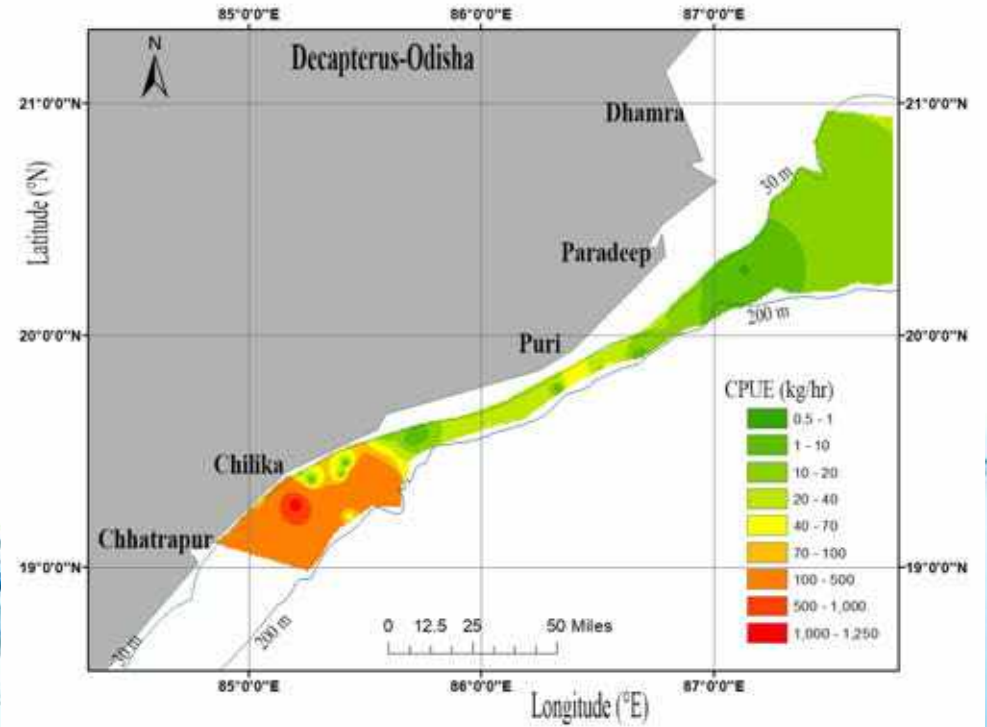 85°0'0"E 86°0'0"E 87°0'0"E
N
Decapterus-Odisha
21°0'0"N 21°0'0"N
Dhamra
30 m
Latitude (°N)
Paradeep
200 m
20°0'0"N 20°0'0"N
Puri
CPUE (kg/hr)
0.5 - 1
1 - 10
10 - 20
20 - 40
40 - 70
70 - 100
100 - 500
500 - 1,000
1,000 - 1,250
Chilika
Chhatrapur
19°0'0"N 19°0'0"N
0 12.5 25 50 Miles
30 m
200 m
85°0'0"E 86°0'0"E 87°0'0"E
Longitude (°E)